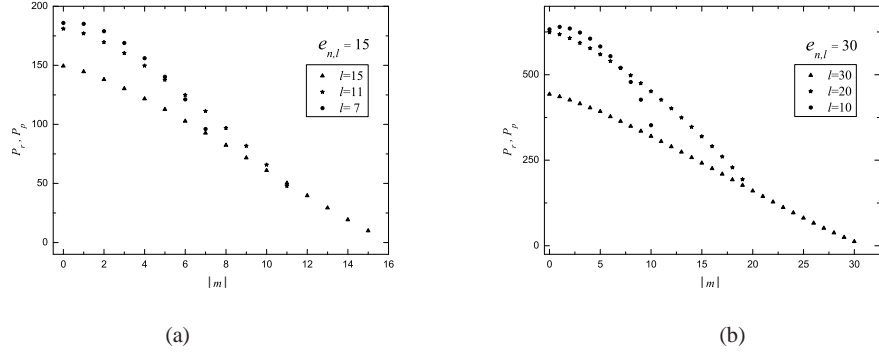 200
150
100
50
0
P_r , P_p
e_{n,l} = 15
l=15
l=11
l= 7
0 2 4 6 8 10 12 14 16
|m|
(a)
500
250
0
P_r , P_p
e_{n,l} = 30
l=30
l=20
l=10
0 5 10 15 20 25 30
|m|
(b)